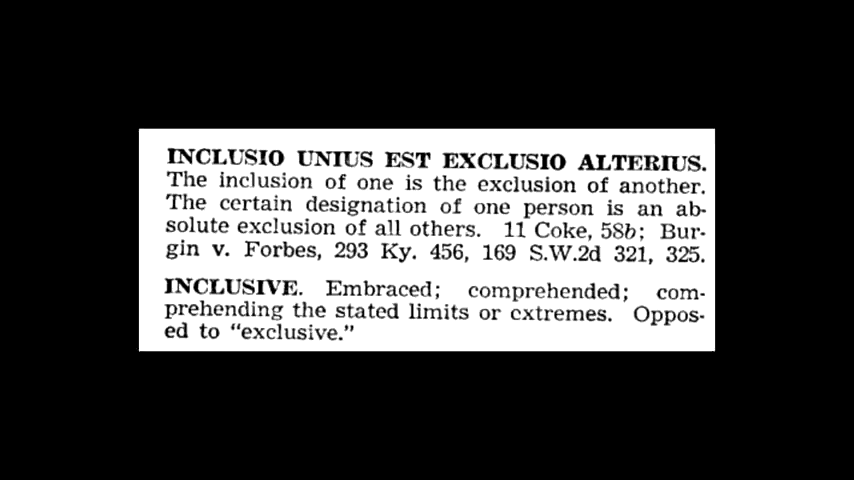 INCLUSIO UNIUS EST EXCLUSIO ALTERIUS.
The inclusion of one is the exclusion of another.
The certain designation of one person is an ab-
solute exclusion of all others. 11 Coke, 58b; Bur-
gin v. Forbes, 293 Ky. 456, 169 S.W.2d 321, 325.
INCLUSIVE. Embraced; comprehended; com-
prehending the stated limits or extremes. Oppos-
ed to "exclusive."